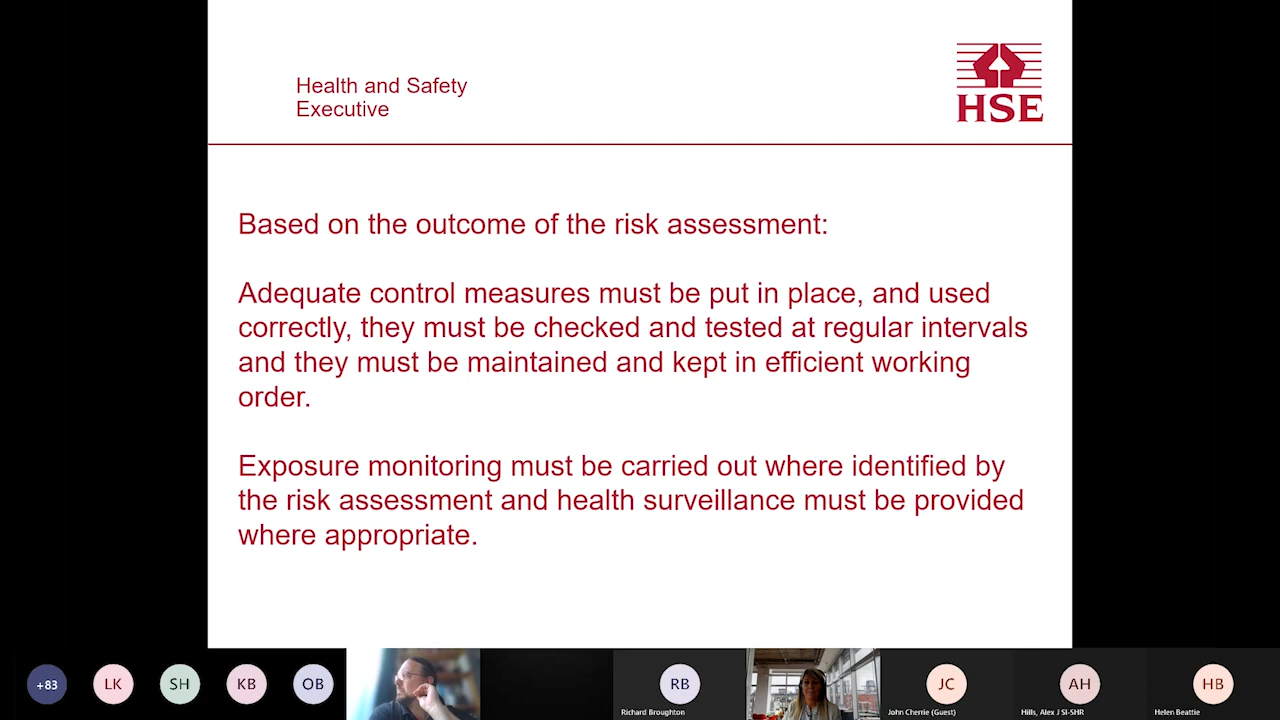 Health and Safety
Executive
HSE
Based on the outcome of the risk assessment:
Adequate control measures must be put in place, and used
correctly, they must be checked and tested at regular intervals
and they must be maintained and kept in efficient working
order.
Exposure monitoring must be carried out where identified by
the risk assessment and health surveillance must be provided
where appropriate.
+83
LK
SH
KB
OB
RB
JC
AH
HB
Richard Broughton
John Cherrie (Guest)
Hills, Alex J SI-SHR
Helen Beattie